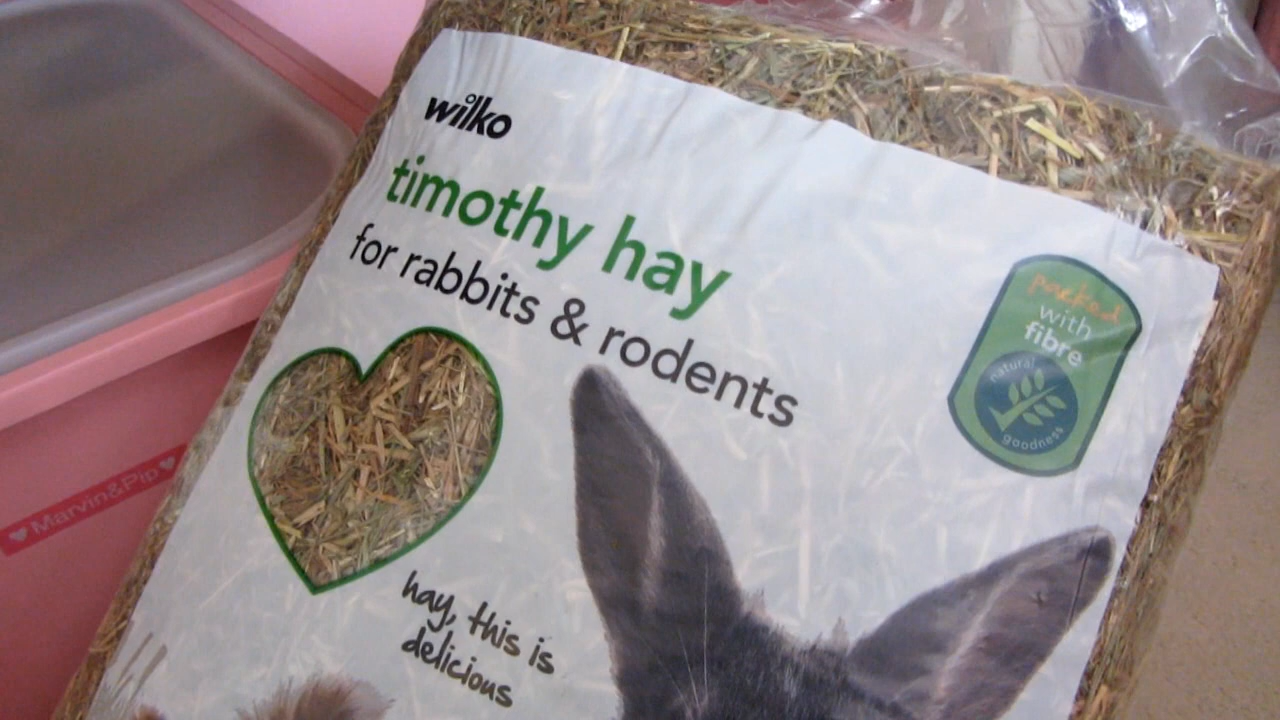 wilko
timothy hay
for rabbits & rodents
packed
with
fibre
natural
goodness
hay, this is
delicious
♥ Marvin&Pip ♥